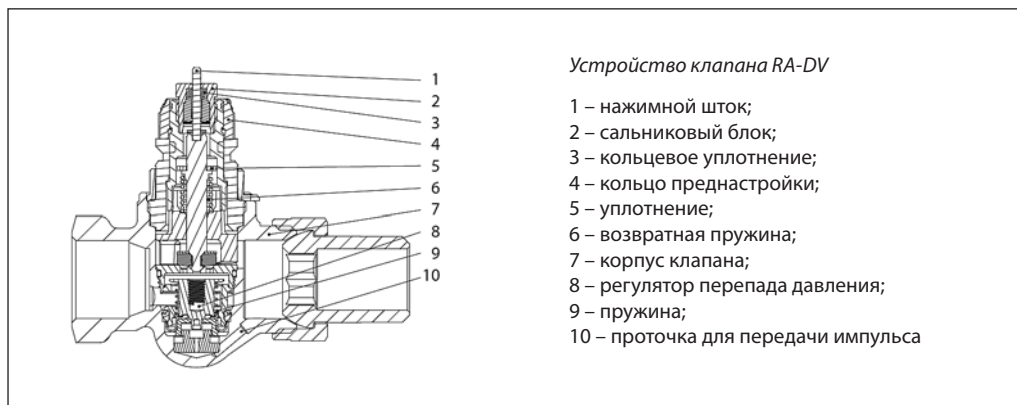 1
2
3
4
5
6
7
8
9
10
Устройство клапана RA-DV
1 – нажимной шток;
2 – сальниковый блок;
3 – кольцевое уплотнение;
4 – кольцо преднастройки;
5 – уплотнение;
6 – возвратная пружина;
7 – корпус клапана;
8 – регулятор перепада давления;
9 – пружина;
10 – проточка для передачи импульса